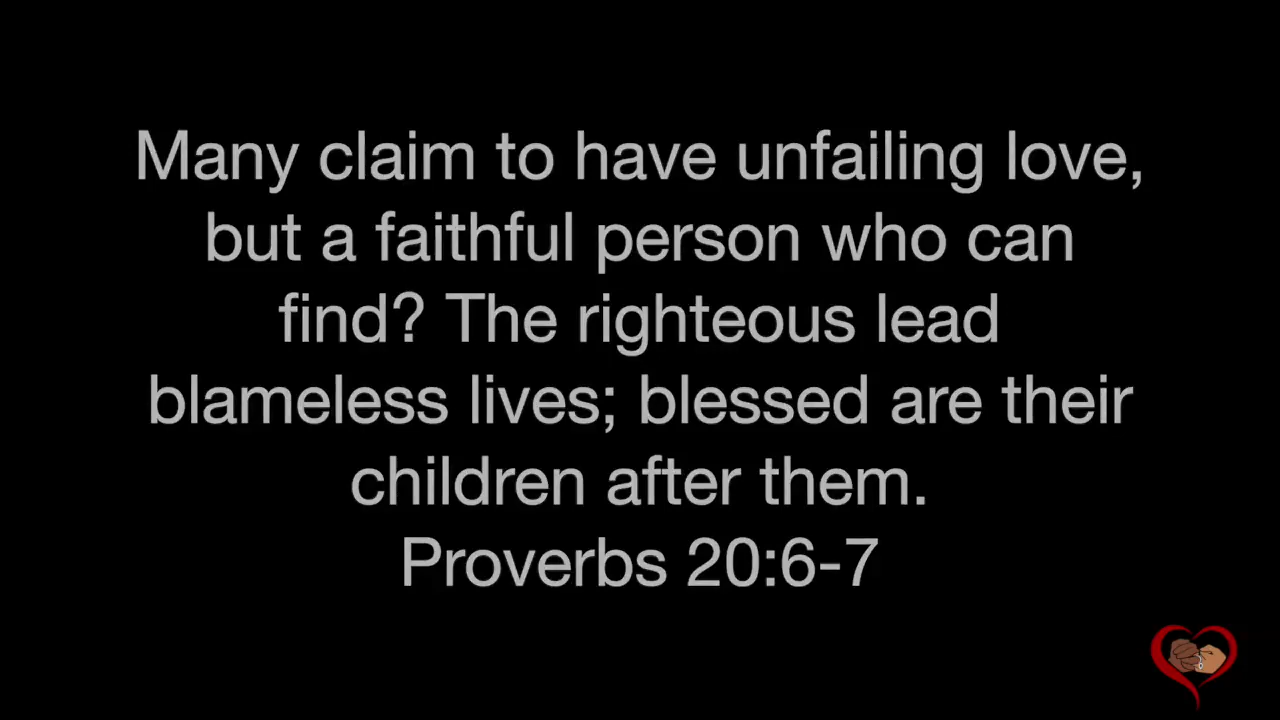 Many claim to have unfailing love,
but a faithful person who can
find? The righteous lead
blameless lives; blessed are their
children after them.
Proverbs 20:6-7